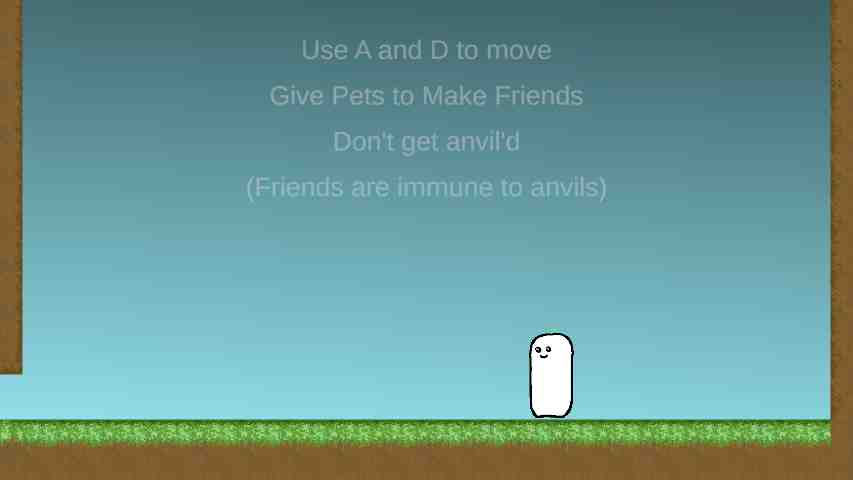 Use A and D to move
Give Pets to Make Friends
Don't get anvil'd
(Friends are immune to anvils)